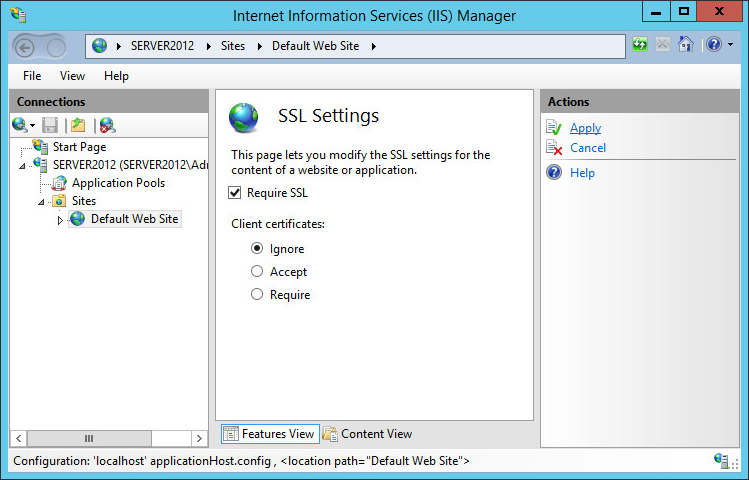 Internet Information Services (IIS) Manager
SERVER2012 Sites Default Web Site
File View Help
Connections
Start Page
SERVER2012 (SERVER2012\Adr
Application Pools
Sites
Default Web Site
SSL Settings
This page lets you modify the SSL settings for the
content of a website or application.
Require SSL
Client certificates:
Ignore
Accept
Require
Features View Content View
Actions
Apply
Cancel
Help
Configuration: 'localhost' applicationHost.config , <location path="Default Web Site">